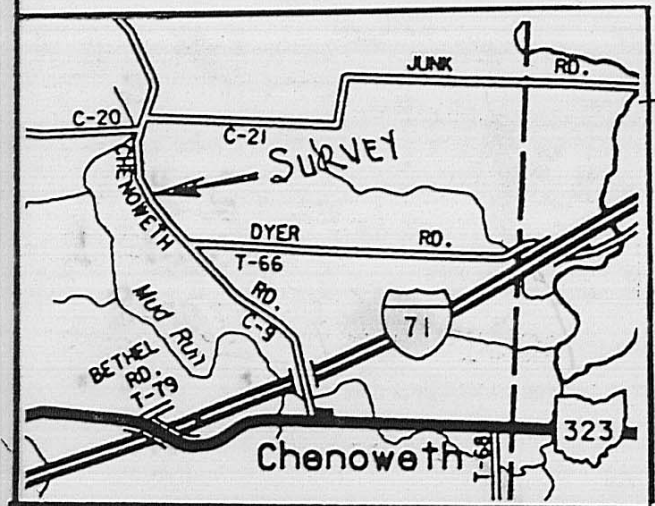 JUNK RD.
C-20
C-21
SURVEY
CHENOWETH RD.
C-9
DYER RD.
T-66
71
Mud Run
BETHEL
RD.
T-79
323
Chenoweth
T-68